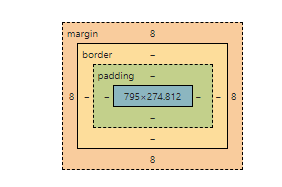 margin 8
border –
padding –
8 – – 795×274.812 – – 8
–
–
8